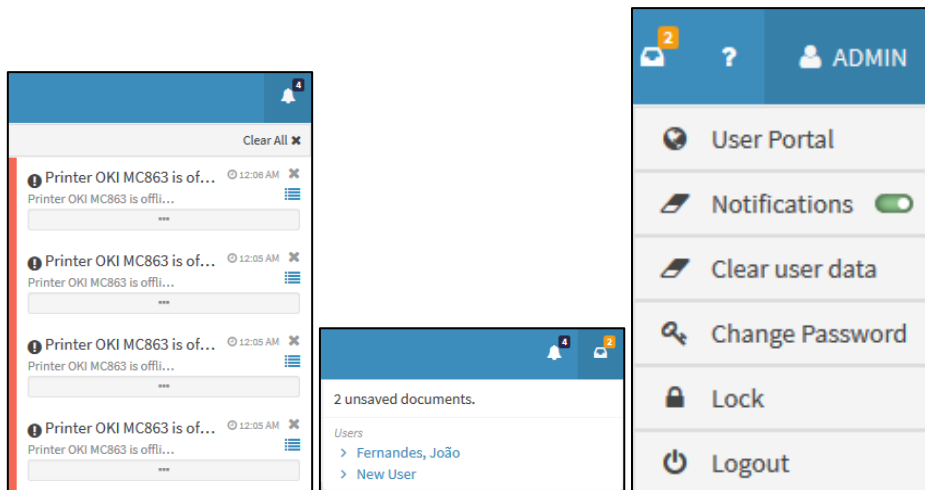 4
Clear All ✖
Printer OKI MC863 is of... 12:06 AM
Printer OKI MC863 is offli...
Printer OKI MC863 is of... 12:05 AM
Printer OKI MC863 is offli...
Printer OKI MC863 is of... 12:05 AM
Printer OKI MC863 is offli...
Printer OKI MC863 is of... 12:05 AM
Printer OKI MC863 is offli...
4 2
2 unsaved documents.
Users
> Fernandes, João
> New User
2 ? ADMIN
User Portal
Notifications
Clear user data
Change Password
Lock
Logout